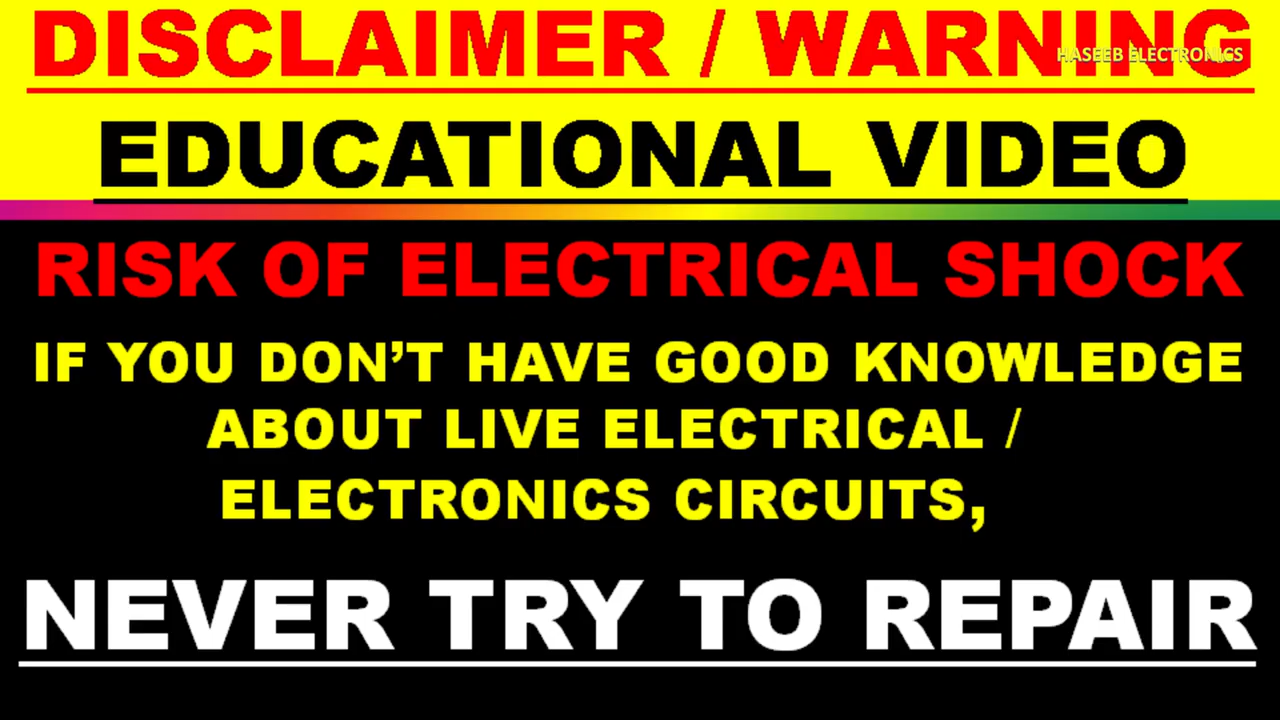 DISCLAIMER / WARNING
HASEEB ELECTRONICS
EDUCATIONAL VIDEO
RISK OF ELECTRICAL SHOCK
IF YOU DON’T HAVE GOOD KNOWLEDGE
ABOUT LIVE ELECTRICAL /
ELECTRONICS CIRCUITS,
NEVER TRY TO REPAIR